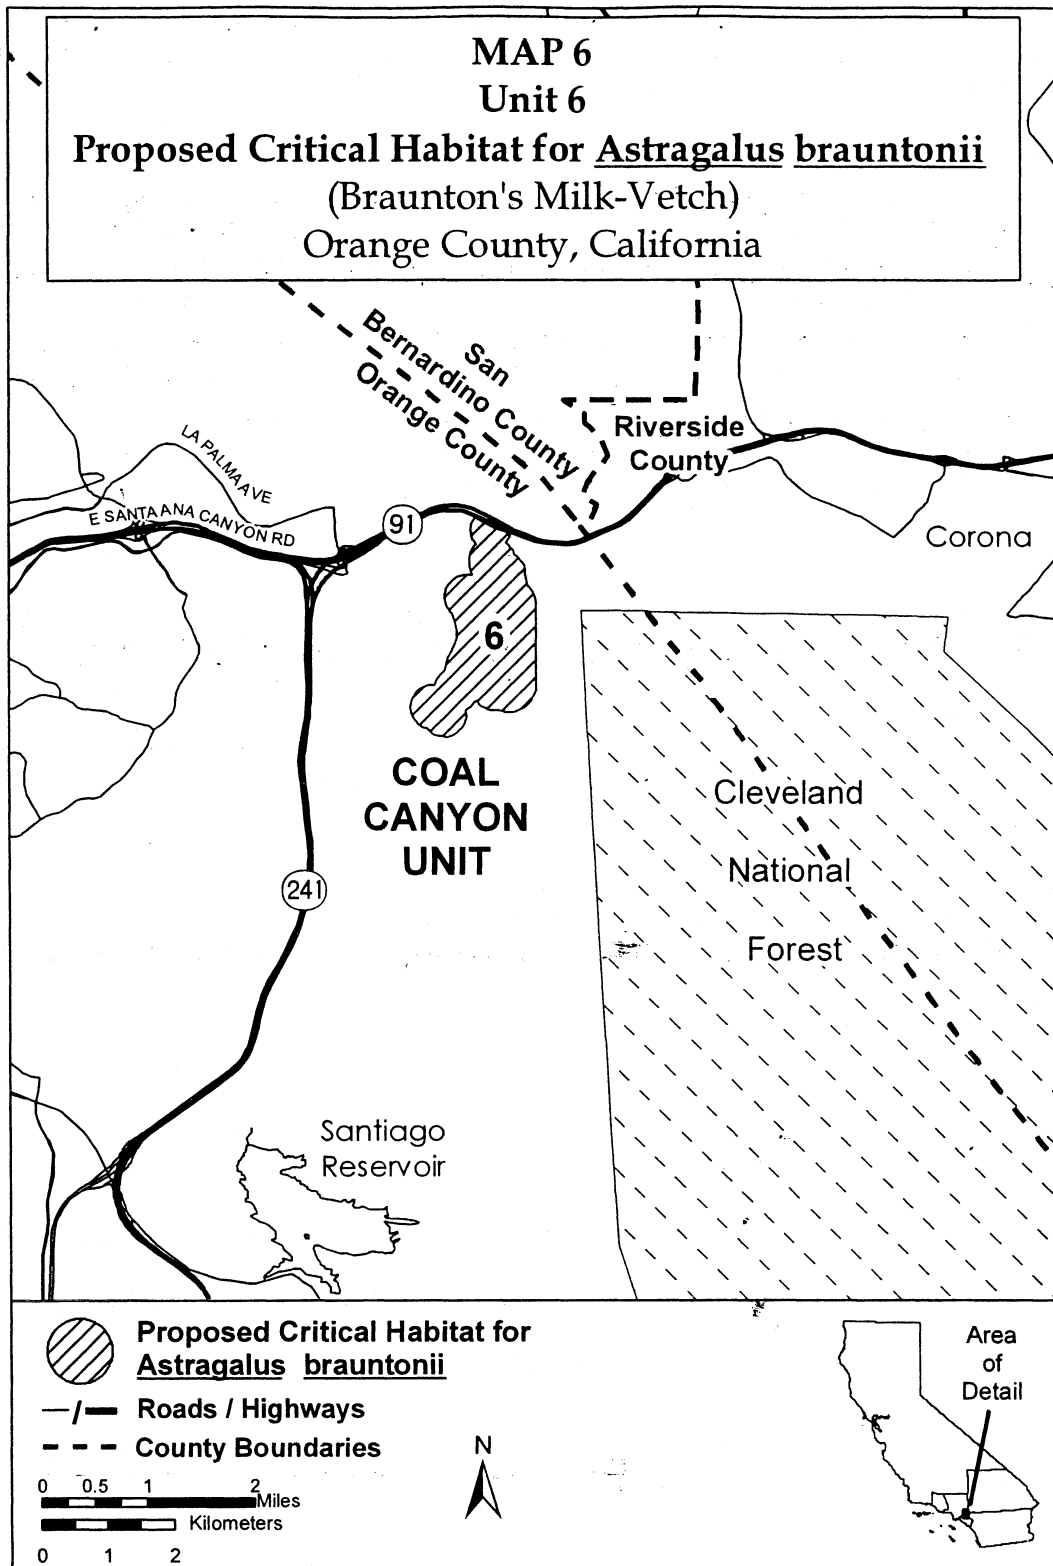 MAP 6
Unit 6
Proposed Critical Habitat for Astragalus brauntonii
(Braunton's Milk-Vetch)
Orange County, California
San
Bernardino County
Orange County
Riverside
County
LA PALMA AVE
E SANTA ANA CANYON RD
91
Corona
6
COAL
CANYON
UNIT
Cleveland
National
Forest
241
Santiago
Reservoir
Proposed Critical Habitat for
Astragalus brauntonii
Roads / Highways
County Boundaries
0 0.5 1 2
Miles
Kilometers
0 1 2
N
Area
of
Detail